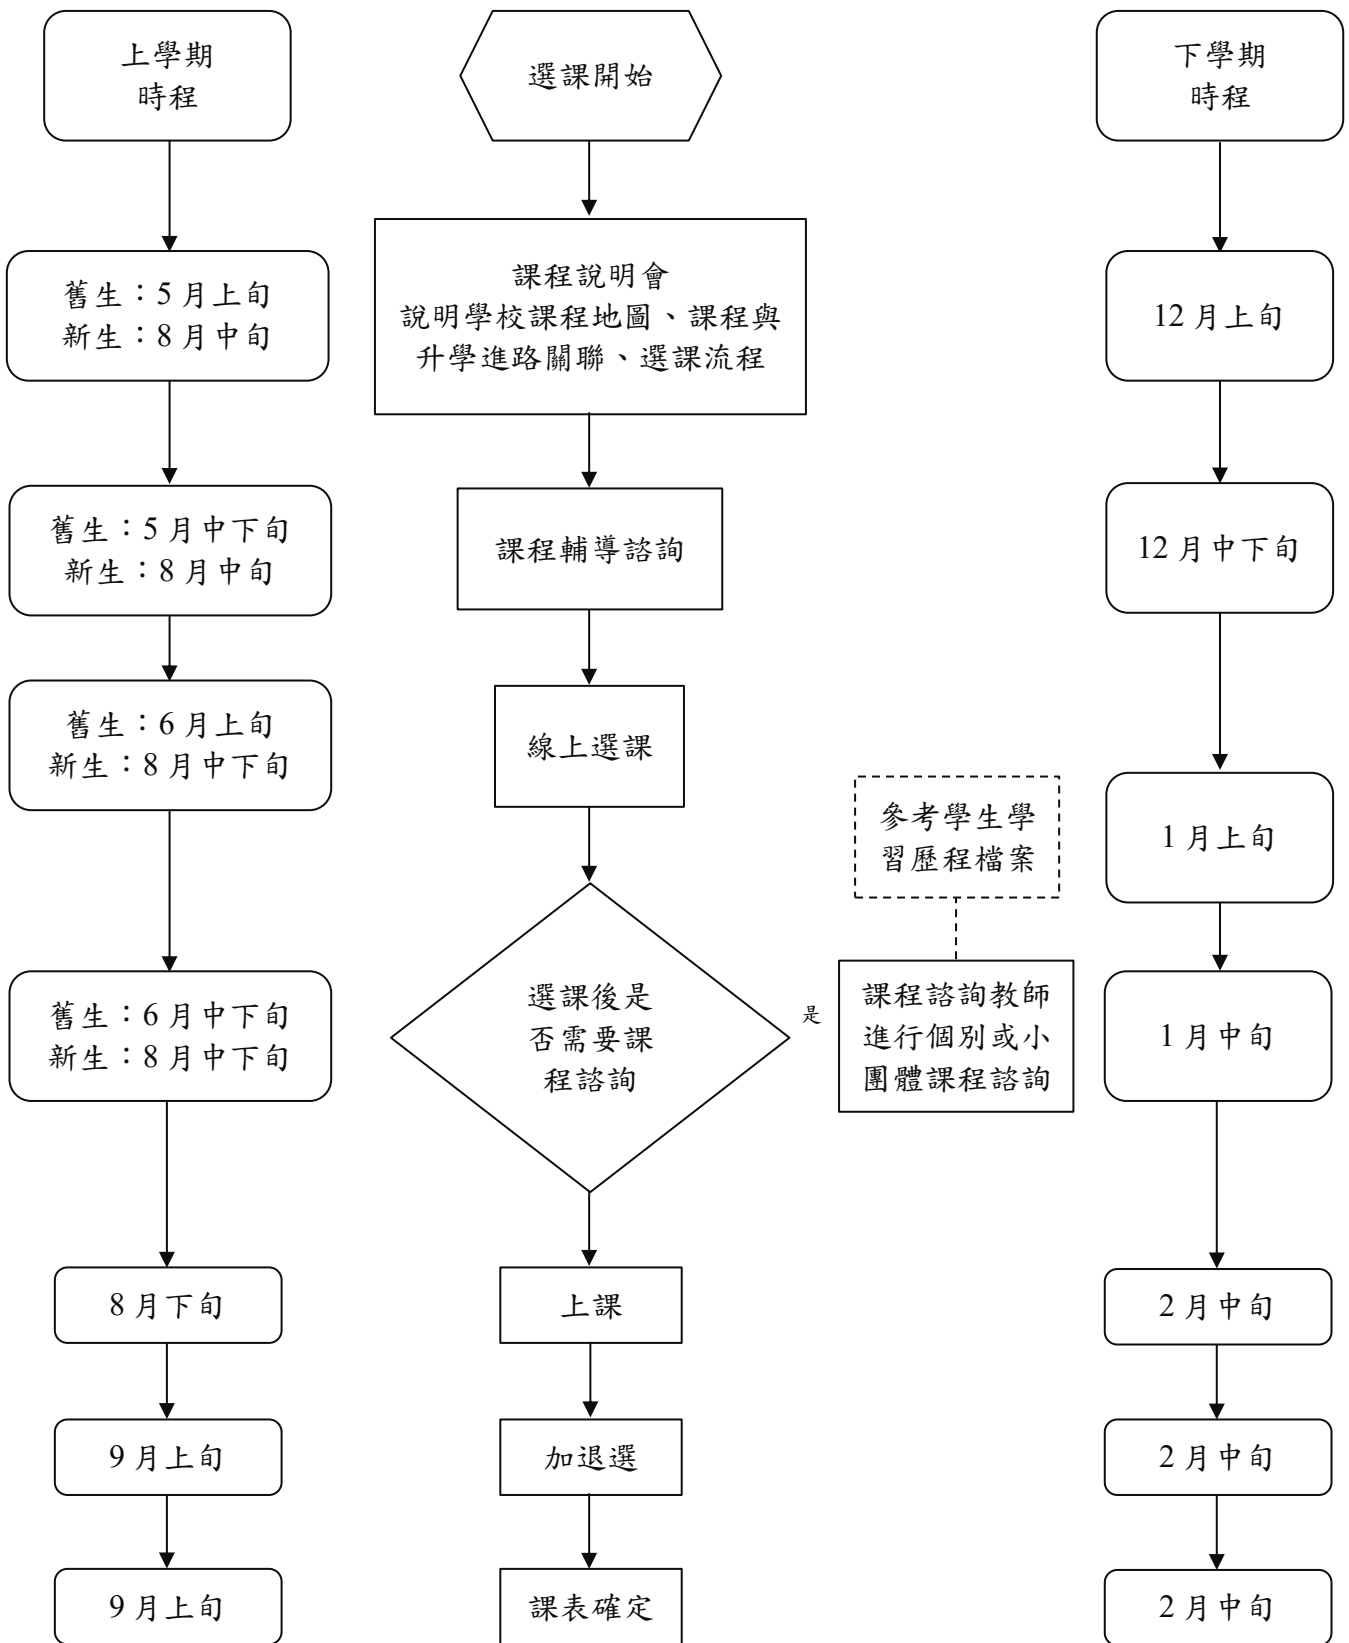 上學期
時程
選課開始
下學期
時程
舊生：5 月上旬
新生：8 月中旬
課程說明會
說明學校課程地圖、課程與
升學進路關聯、選課流程
12 月上旬
舊生：5 月中下旬
新生：8 月中旬
課程輔導諮詢
12 月中下旬
舊生：6 月上旬
新生：8 月中下旬
線上選課
參考學生學
習歷程檔案
1 月上旬
舊生：6 月中下旬
新生：8 月中下旬
選課後是
否需要課
程諮詢
是
課程諮詢教師
進行個別或小
團體課程諮詢
1 月中旬
8 月下旬
上課
2 月中旬
9 月上旬
加退選
2 月中旬
9 月上旬
課表確定
2 月中旬